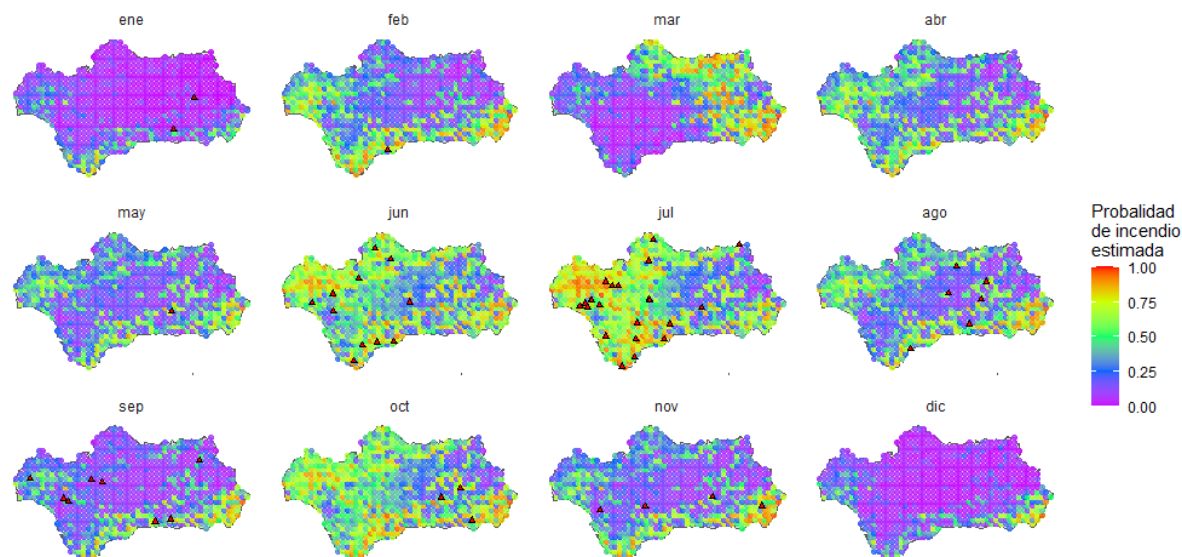 ene
feb
mar
abr
may
jun
jul
ago
Probalidad
de incendio
estimada
1.00
0.75
0.50
0.25
0.00
sep
oct
nov
dic